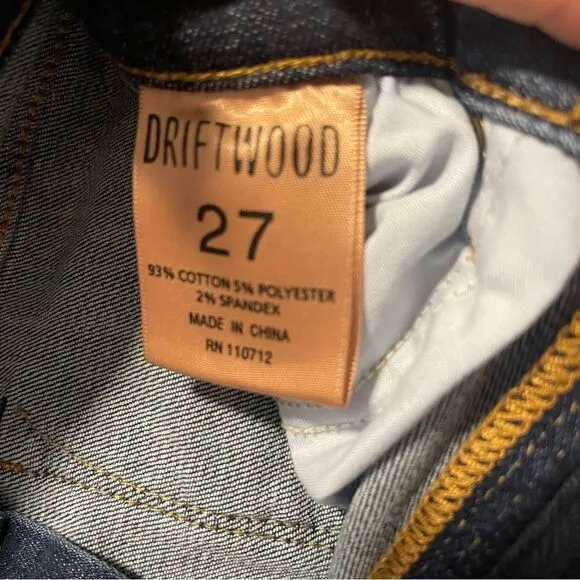 DRIFTWOOD
27
93% COTTON 5% POLYESTER
2% SPANDEX
MADE IN CHINA
RN 110712